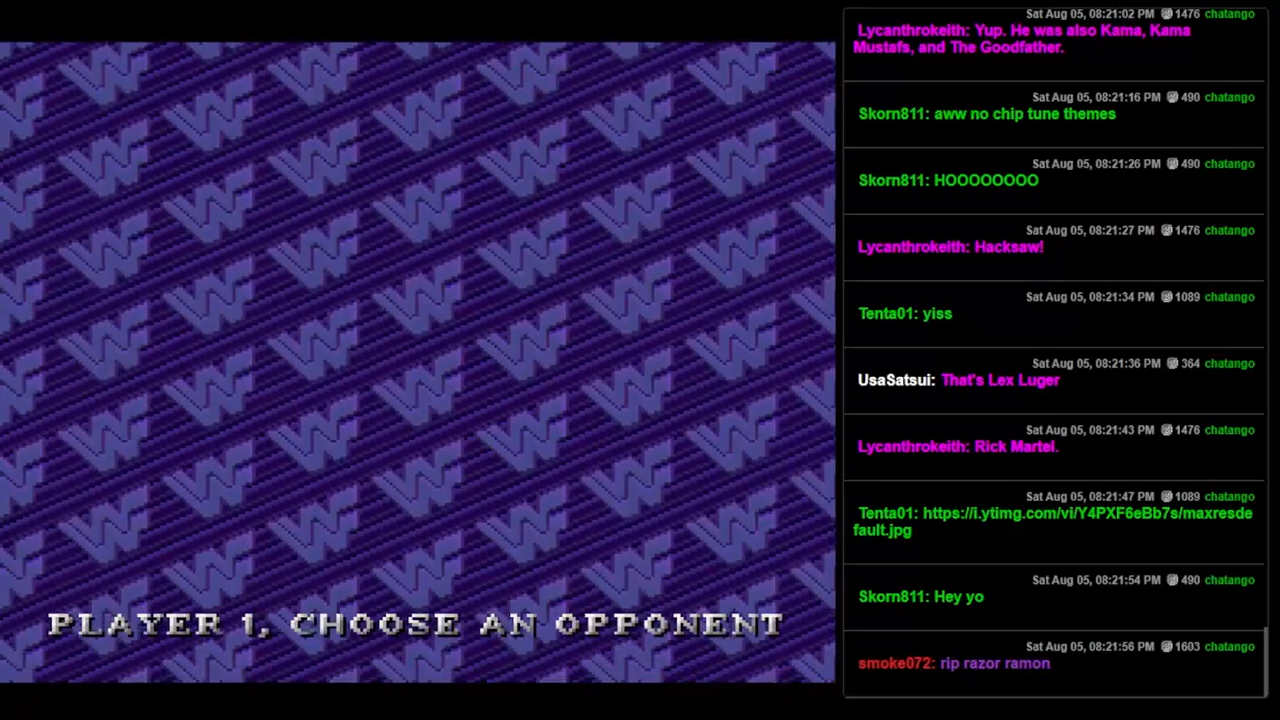 PLAYER 1, CHOOSE AN OPPONENT
Sat Aug 05, 08:21:02 PM 1476 chatango
Lycanthrokeith: Yup. He was also Kama, Kama
Mustafs, and The Goodfather.
Sat Aug 05, 08:21:16 PM 490 chatango
Skorn811: aww no chip tune themes
Sat Aug 05, 08:21:26 PM 490 chatango
Skorn811: HOOOOOOOO
Sat Aug 05, 08:21:27 PM 1476 chatango
Lycanthrokeith: Hacksaw!
Sat Aug 05, 08:21:34 PM 1089 chatango
Tenta01: yiss
Sat Aug 05, 08:21:36 PM 364 chatango
UsaSatsui: That's Lex Luger
Sat Aug 05, 08:21:43 PM 1476 chatango
Lycanthrokeith: Rick Martel.
Sat Aug 05, 08:21:47 PM 1089 chatango
Tenta01: https://i.ytimg.com/vi/Y4PXF6eBb7s/maxresde
fault.jpg
Sat Aug 05, 08:21:54 PM 490 chatango
Skorn811: Hey yo
Sat Aug 05, 08:21:56 PM 1603 chatango
smoke072: rip razor ramon